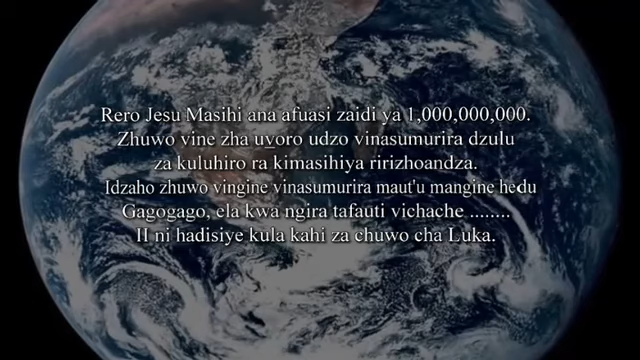 Rero Jesu Masihi ana afuasi zaidi ya 1,000,000,000.
Zhuwo vine zha uv̲oro udzo vinasumurira dzulu
za kuluhiro ra kimasihiya ririzhoandza.
Idzaho zhuwo vingine vinasumurira maut'u mangine hedu
Gagogago, ela kwa ngira tafauti vichache ........
II ni hadisiye kula kahi za chuwo cha Luka.